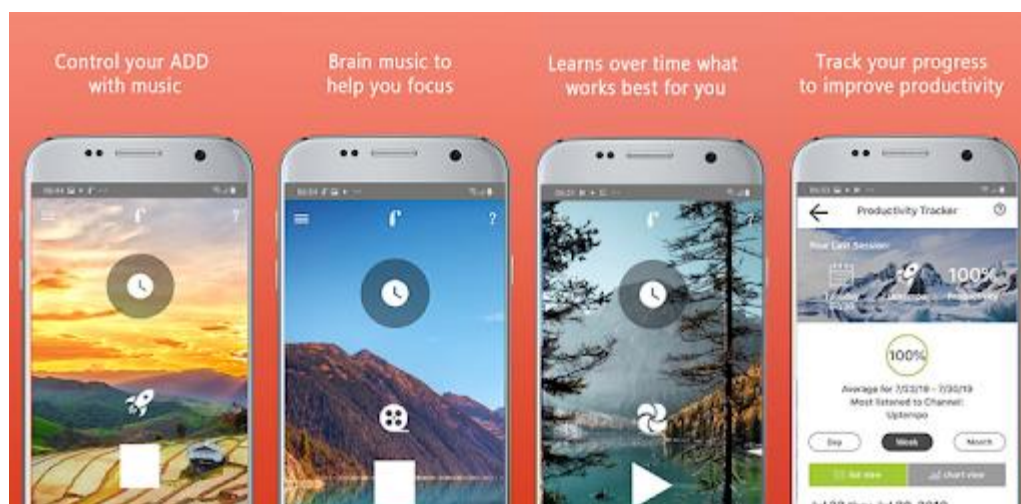 Control your ADD
with music
Brain music to
help you focus
Learns over time what
works best for you
Track your progress
to improve productivity
f
?
f
?
f
Productivity Tracker
?
Your Last Session:
100%
Productivity
100%
Average for 7/23/19 - 7/30/19
Most listened to Channel:
Uptempo
Day
Week
Month
list view
chart view